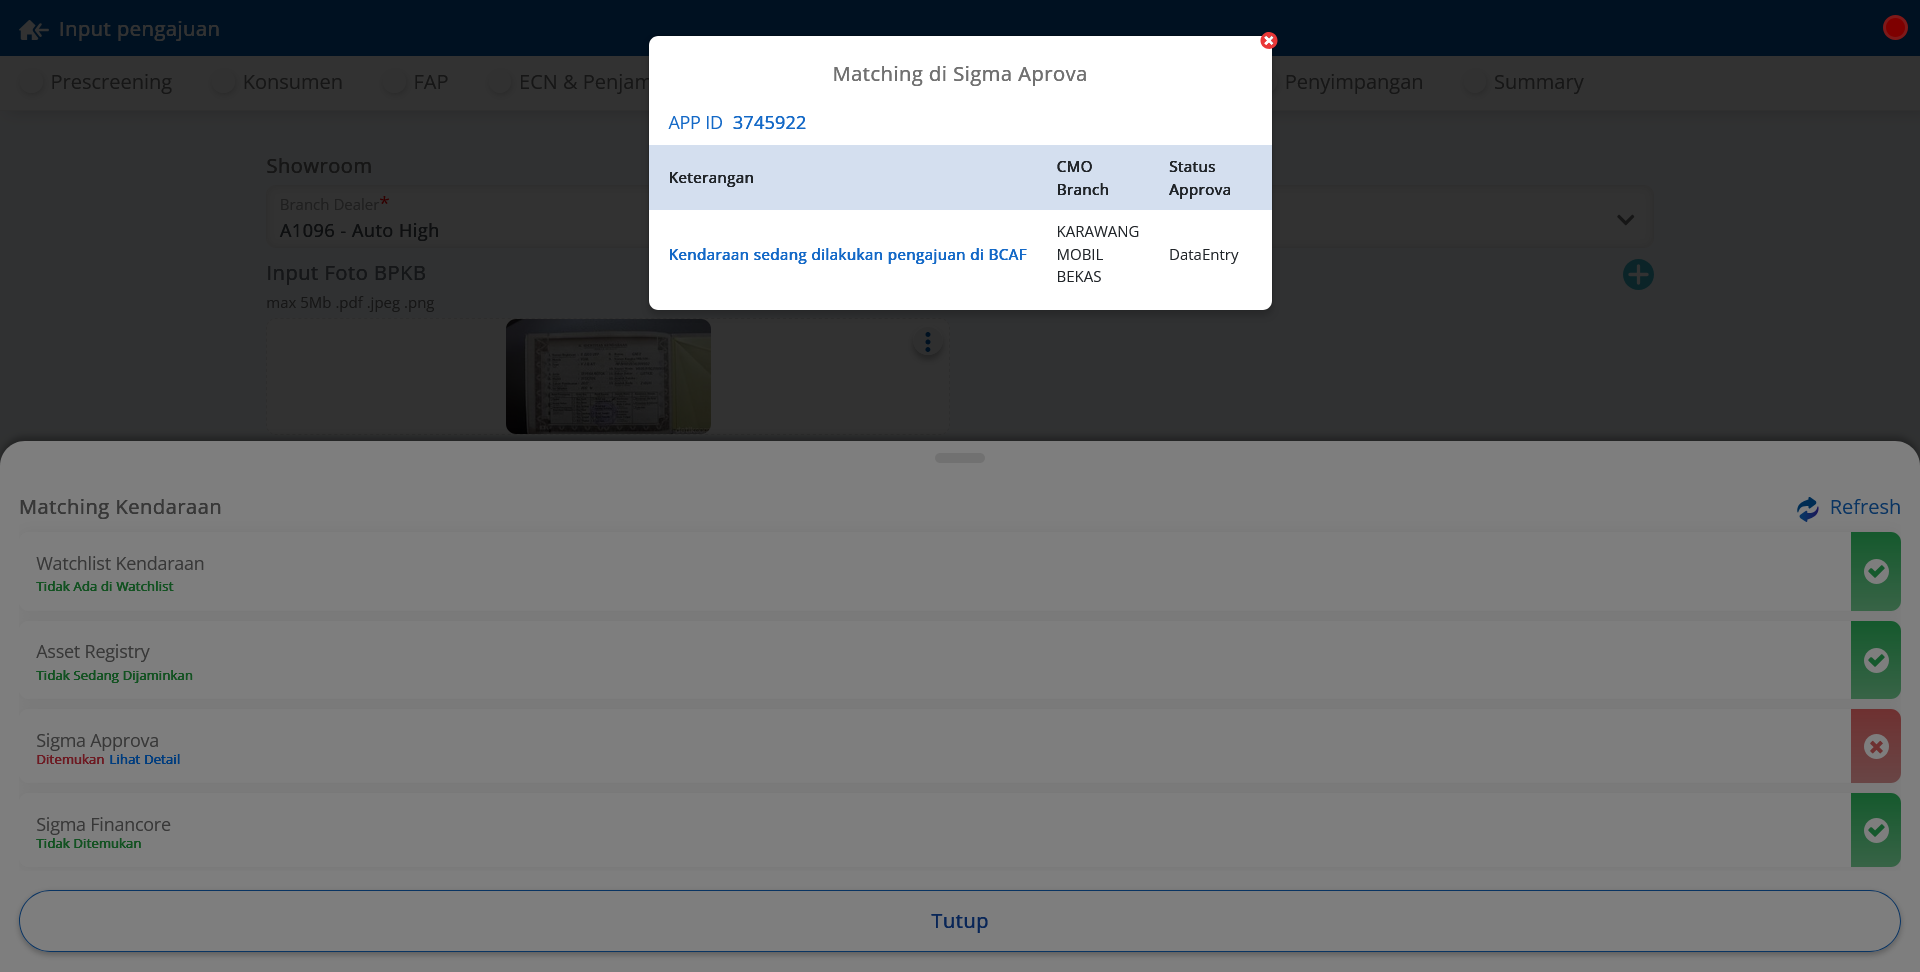 Input pengajuan
Prescreening Konsumen FAP ECN & Penjam Penyimpangan Summary
Matching di Sigma Aprova
APP ID 3745922
Keterangan CMO Branch Status Approva
Kendaraan sedang dilakukan pengajuan di BCAF KARAWANG MOBIL BEKAS DataEntry
Showroom
Branch Dealer*
A1096 - Auto High
Input Foto BPKB
max 5Mb .pdf .jpeg .png
Matching Kendaraan
Refresh
Watchlist Kendaraan
Tidak Ada di Watchlist
Asset Registry
Tidak Sedang Dijaminkan
Sigma Approva
Ditemukan Lihat Detail
Sigma Financore
Tidak Ditemukan
Tutup